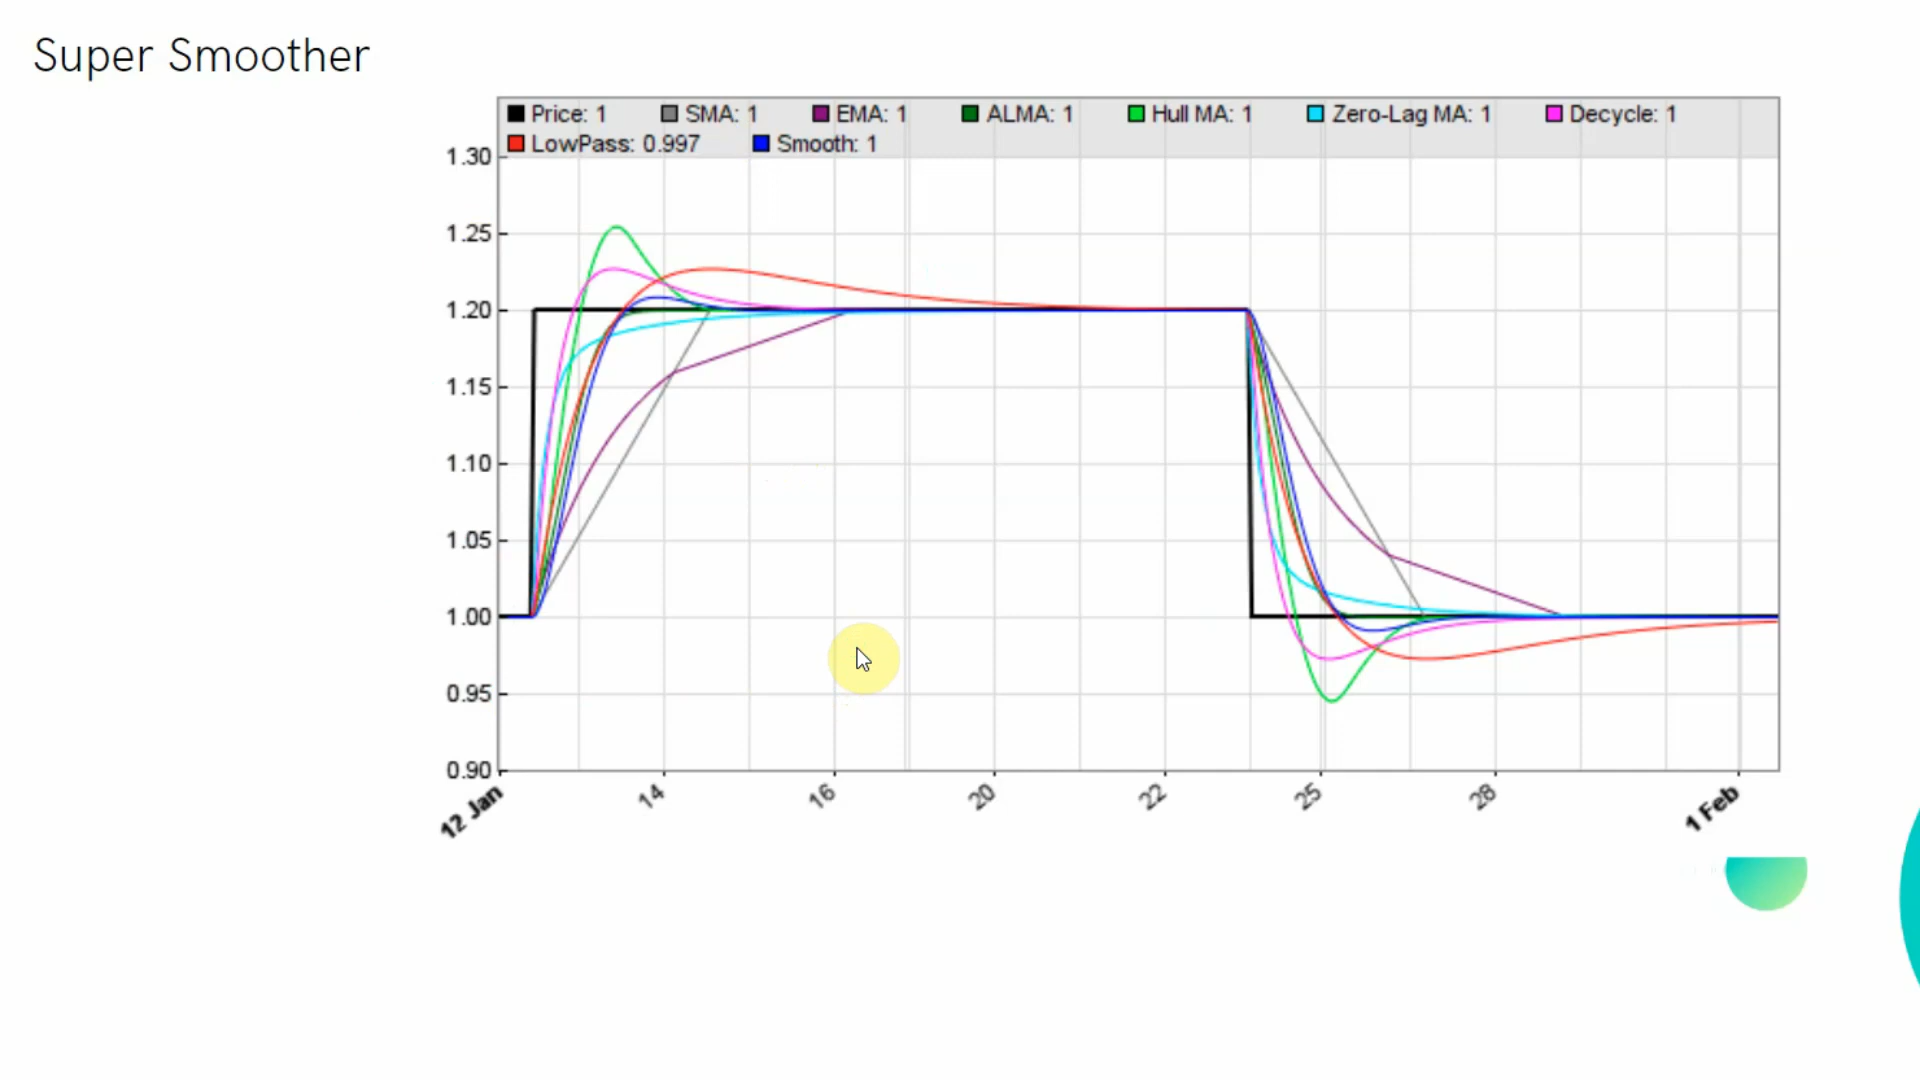 Super Smoother
Price: 1 SMA: 1 EMA: 1 ALMA: 1 Hull MA: 1 Zero-Lag MA: 1 Decycle: 1
LowPass: 0.997 Smooth: 1
1.30
1.25
1.20
1.15
1.10
1.05
1.00
0.95
0.90
12 Jan 14 16 20 22 25 28 1 Feb